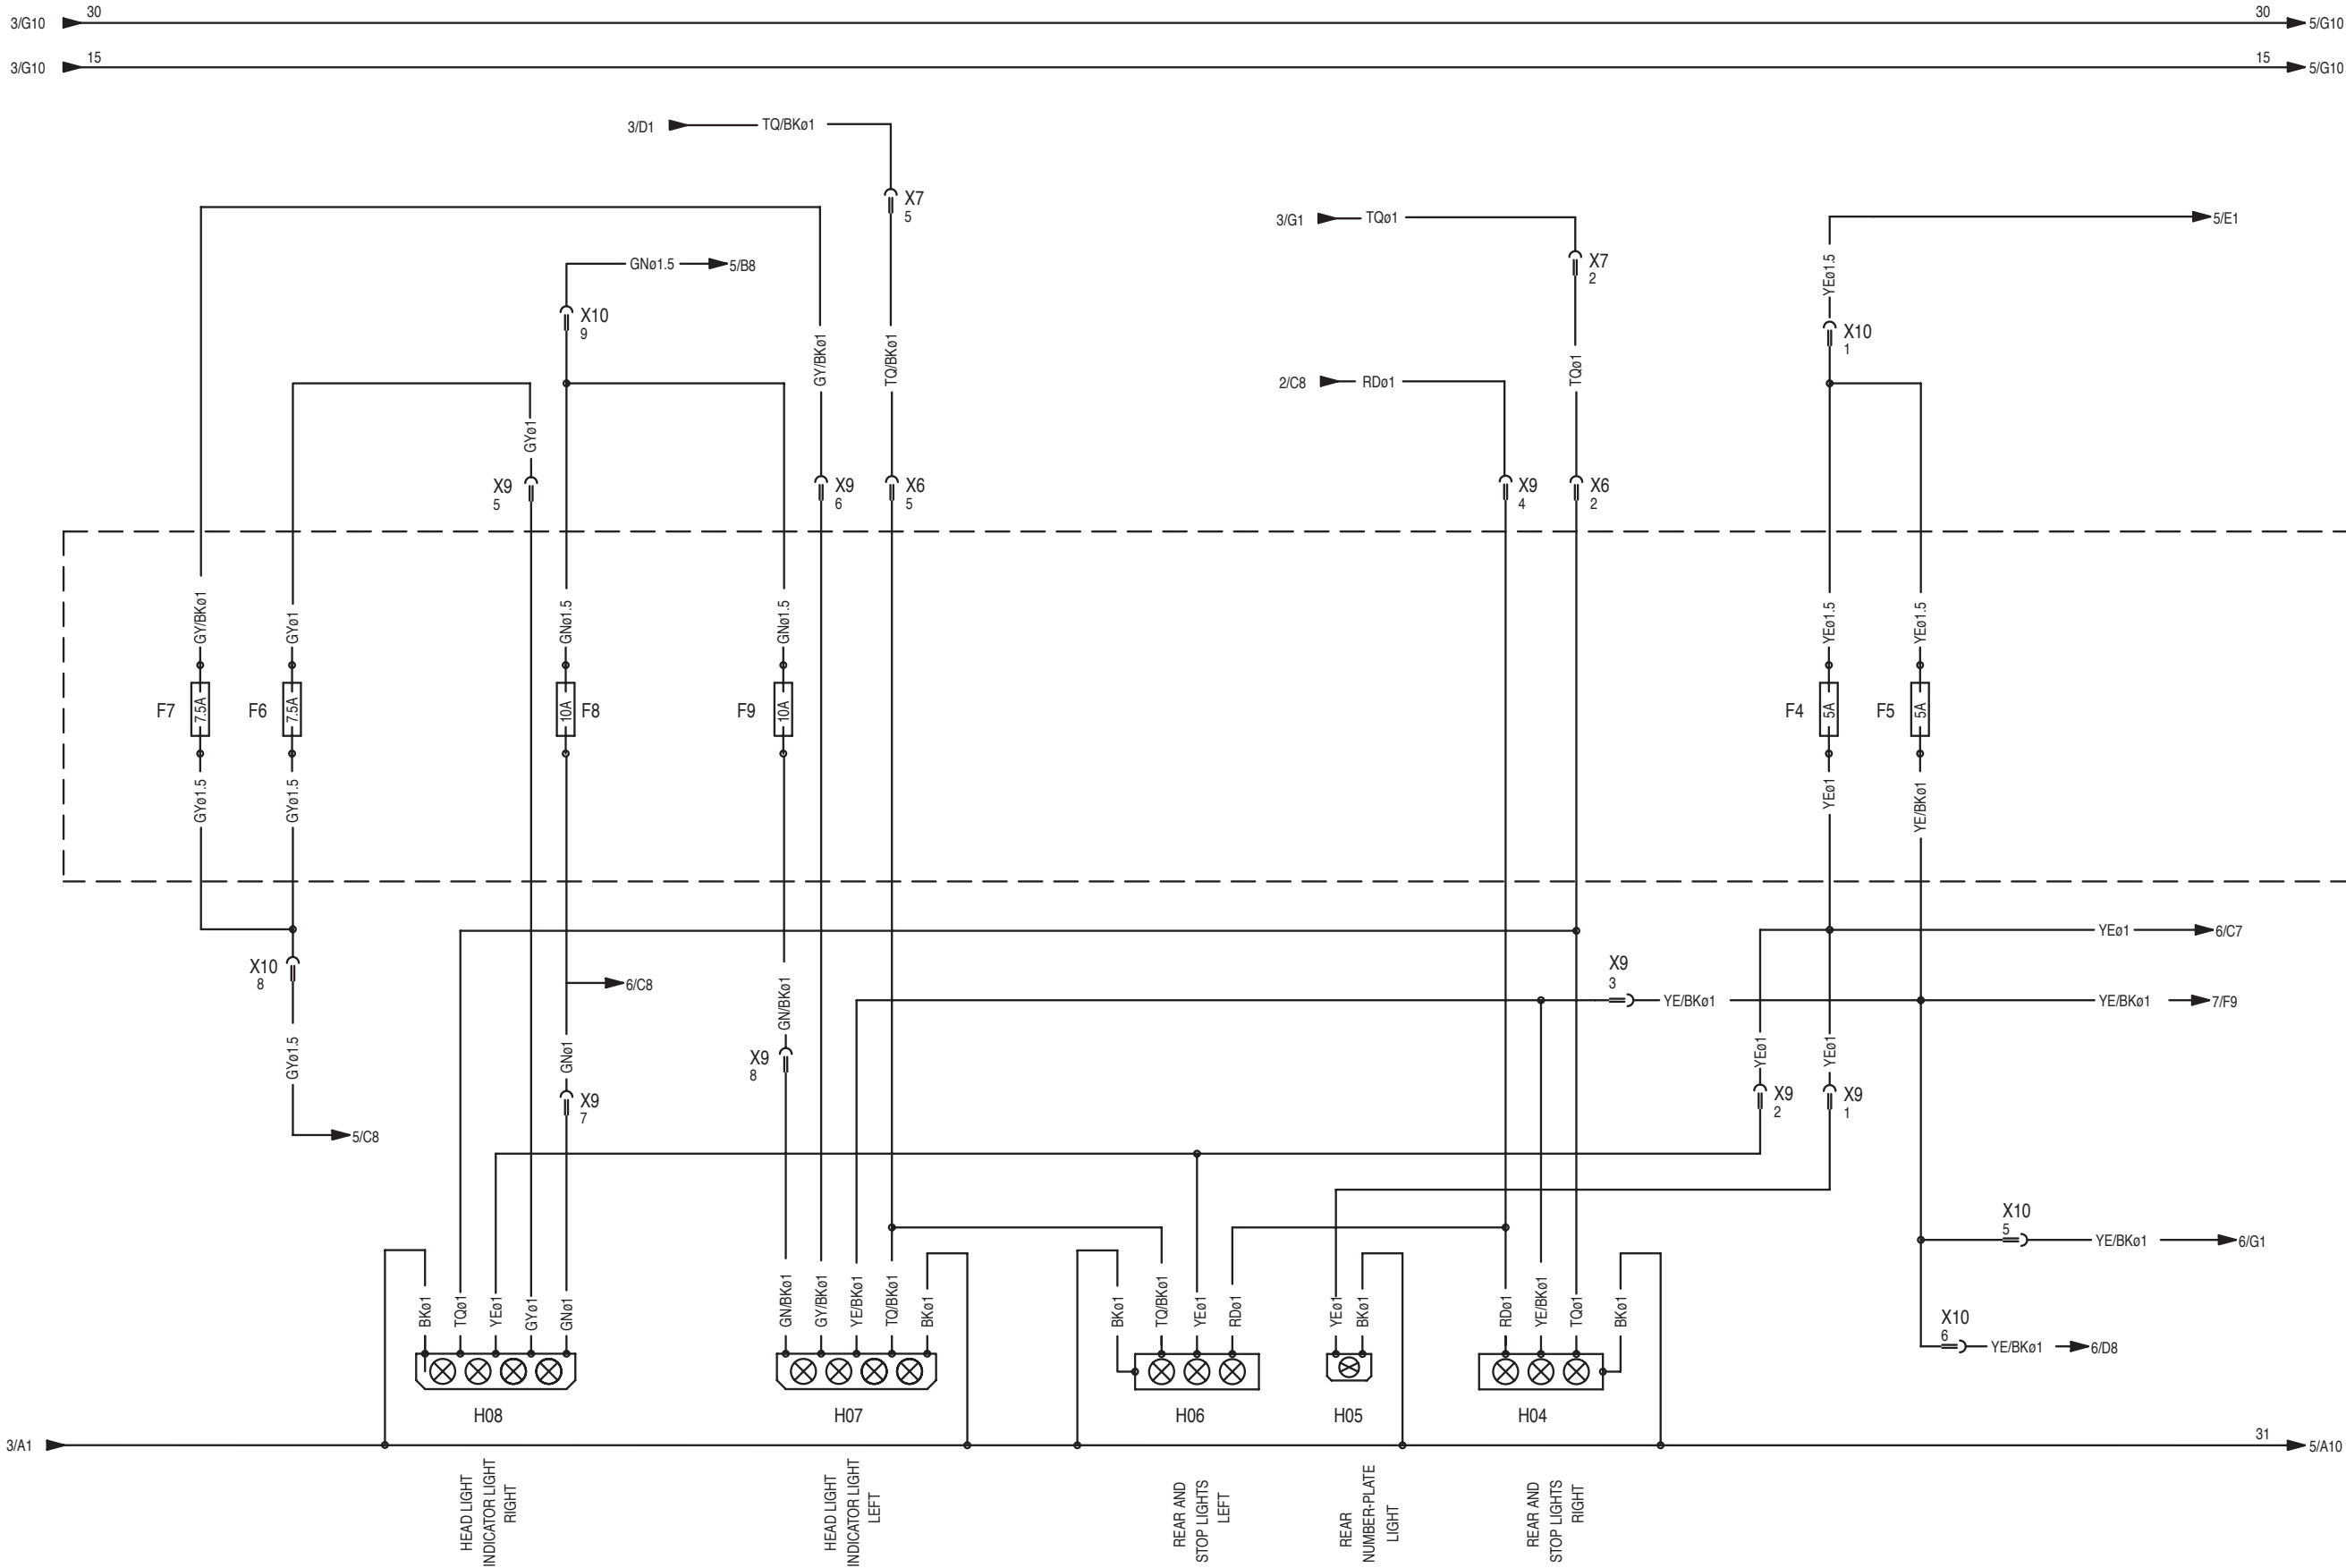 3/G10 30 30 5/G10
3/G10 15 15 5/G10
3/D1 TQ/BKø1
X7
5
3/G1 TQø1
5/E1
GNø1.5 5/B8
X7
2
YEø1.5
X10
9
X10
1
GY/BKø1
TQ/BKø1
TQø1
2/C8 RDø1
GYø1
X9
5
X9
6
X6
5
X9
4
X6
2
GY/BKø1
GYø1
GNø1.5
GNø1.5
YEø1.5
YEø1.5
F7 7.5A
F6 7.5A
10A F8
F9 10A
F4 5A
F5 5A
GYø1.5
GYø1.5
YEø1
YE/BKø1
YEø1 6/C7
X10
8
6/C8
GN/BKø1
X9
3
YE/BKø1
YE/BKø1 7/F9
GYø1.5
GNø1
X9
8
YEø1
YEø1
X9
7
X9
2
X9
1
5/C8
X10
5
YE/BKø1 6/G1
X10
6
YE/BKø1 6/D8
BKø1
TQø1
YEø1
GYø1
GNø1
GN/BKø1
GY/BKø1
YE/BKø1
TQ/BKø1
BKø1
BKø1
TQ/BKø1
YEø1
RDø1
YEø1
BKø1
RDø1
YE/BKø1
TQø1
BKø1
H08
H07
H06
H05
H04
3/A1 31 5/A10
HEAD LIGHT
INDICATOR LIGHT
RIGHT
HEAD LIGHT
INDICATOR LIGHT
LEFT
REAR AND
STOP LIGHTS
LEFT
REAR
NUMBER-PLATE
LIGHT
REAR AND
STOP LIGHTS
RIGHT